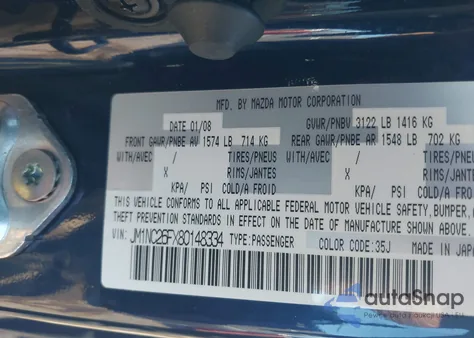 MFD. BY MAZDA MOTOR CORPORATION
DATE 01/08 GVWR/PNBV 3122 LB 1416 KG
FRONT GAWR/PNBE AV 1574 LB 714 KG REAR GAWR/PNBE AR 1548 LB 702 KG
WITH/AVEC / TIRES/PNEUS WITH/AVEC / TIRES/PNEUS
X RIMS/JANTES X RIMS/JANTES
KPA/ PSI COLD/A FROID KPA/ PSI COLD/A FROID
THIS VEHICLE CONFORMS TO ALL APPLICABLE FEDERAL MOTOR VEHICLE SAFETY, BUMPER,
THEFT PREVENTION STANDARDS IN EFFECT ON THE DATE OF MANUFACTURE SHOWN ABOVE.
VIN: JM1NC25FX80148334 TYPE:PASSENGER COLOR CODE:35J MADE IN JAPA
autoSnap